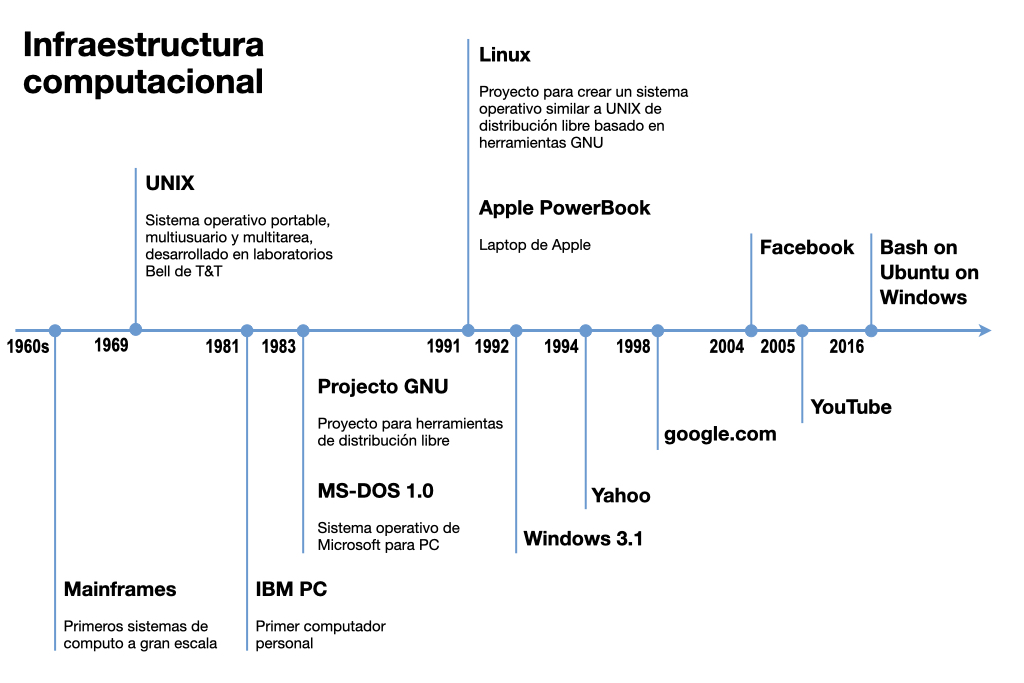 Infraestructura
computacional
Linux
Proyecto para crear un sistema
operativo similar a UNIX de
distribución libre basado en
herramientas GNU
UNIX
Sistema operativo portable,
multiusuario y multitarea,
desarrollado en laboratorios
Bell de T&T
Apple PowerBook
Laptop de Apple
Facebook
Bash on
Ubuntu on
Windows
1960s 1969 1981 1983 1991 1992 1994 1998 2004 2005 2016
Projecto GNU
Proyecto para herramientas
de distribución libre
YouTube
google.com
MS-DOS 1.0
Sistema operativo de
Microsoft para PC
Yahoo
Windows 3.1
Mainframes
Primeros sistemas de
computo a gran escala
IBM PC
Primer computador
personal